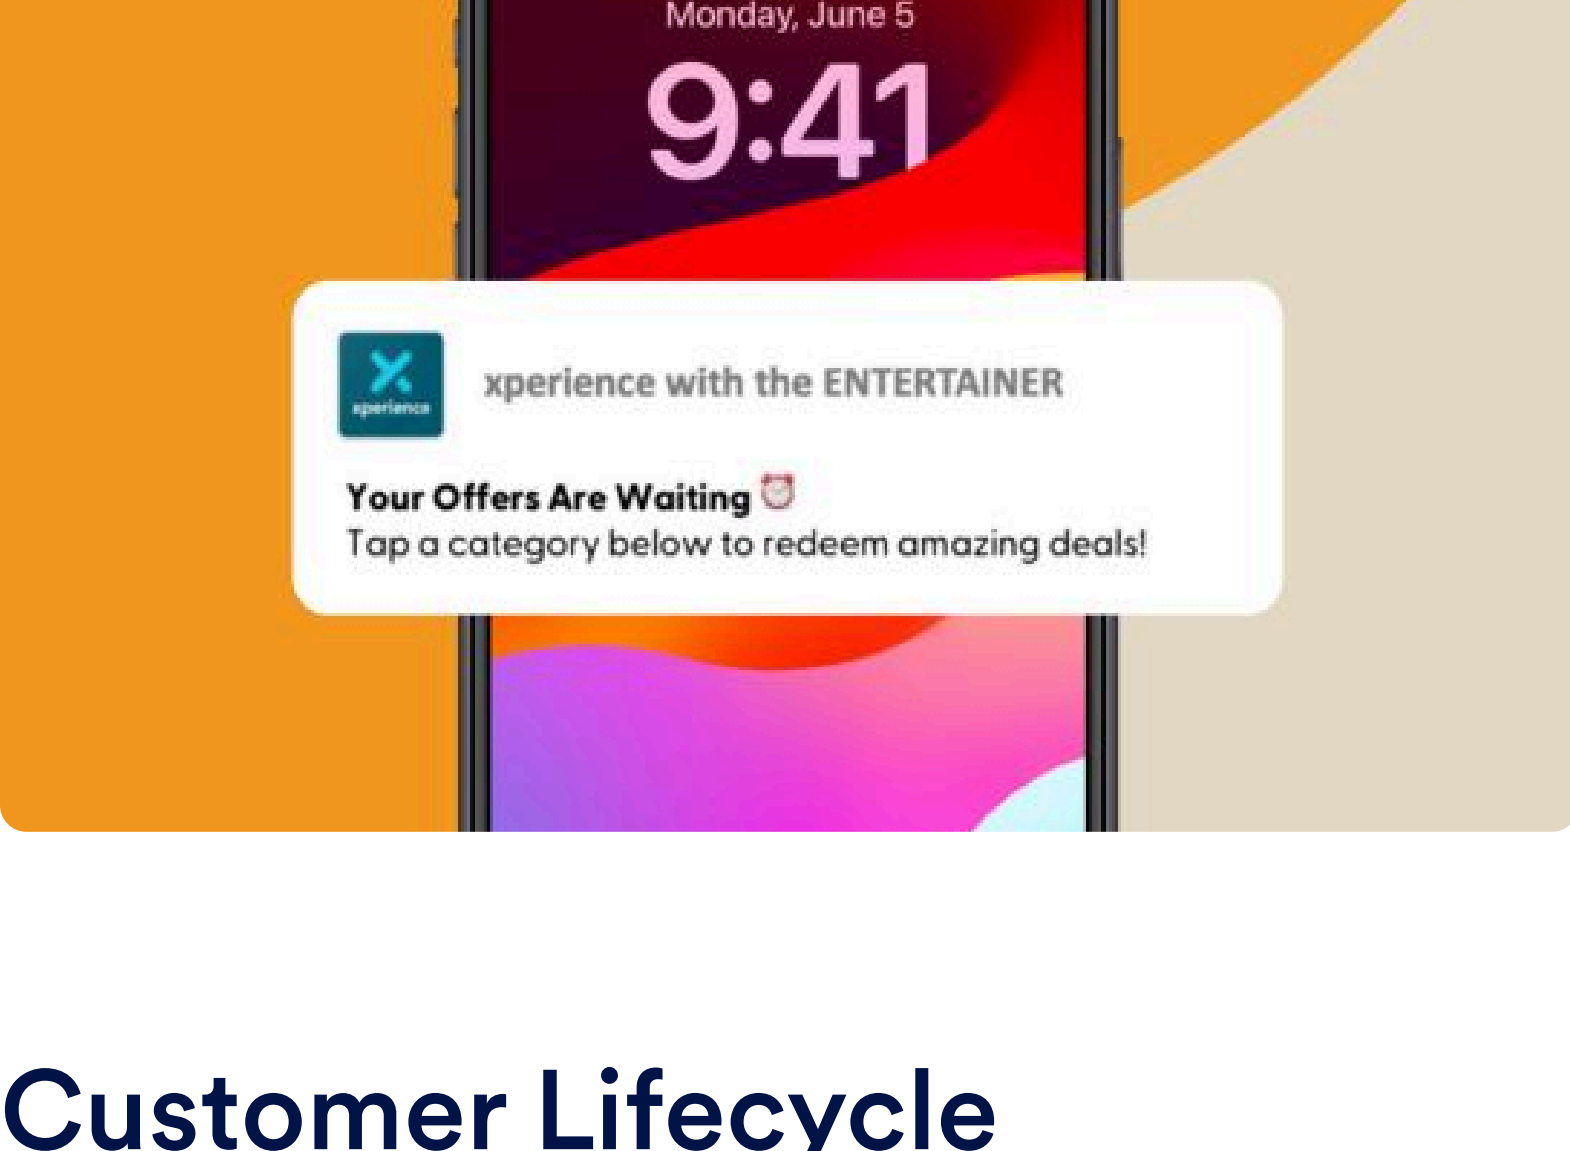 Monday, June 5
9:41
xperience
xperience with the ENTERTAINER
Your Offers Are Waiting ⏰
Tap a category below to redeem amazing deals!
Customer Lifecycle